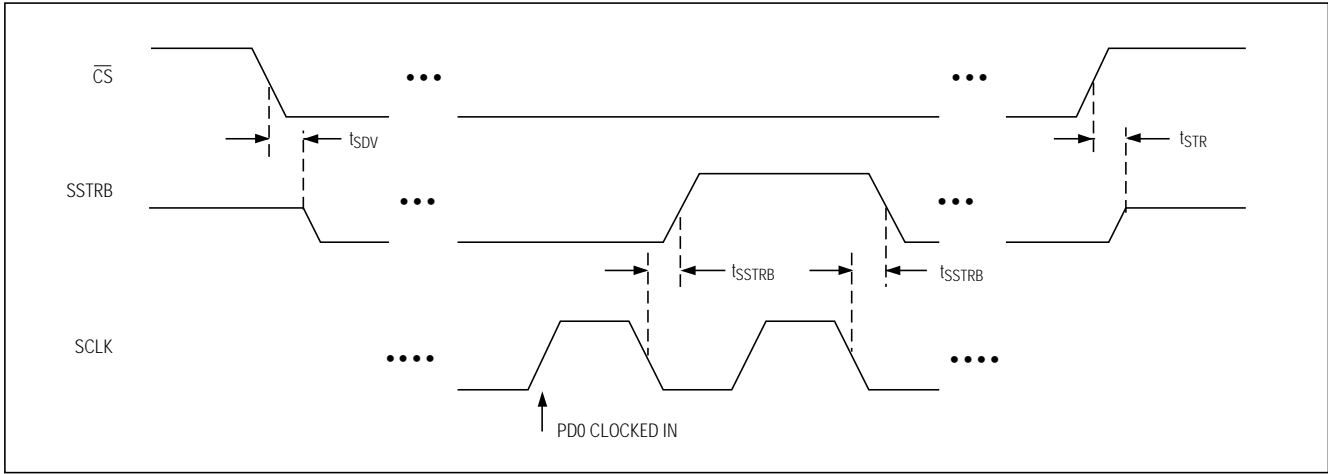 CS
tSDV
tSTR
SSTRB
tSSTRB
tSSTRB
SCLK
PD0 CLOCKED IN